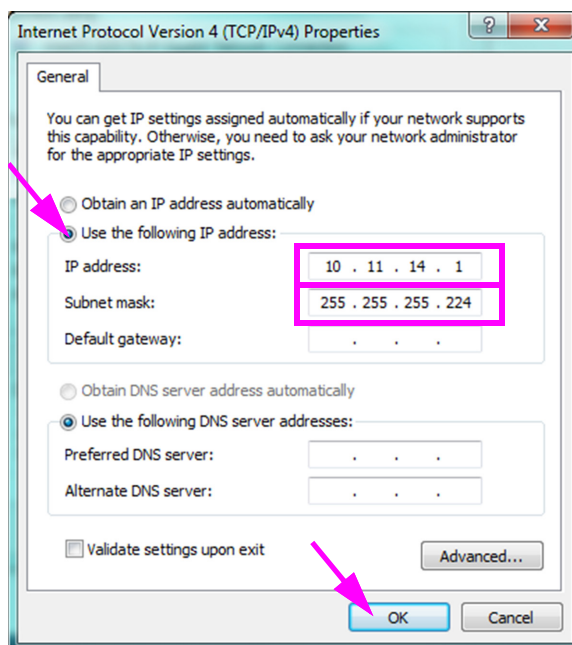 Internet Protocol Version 4 (TCP/IPv4) Properties
?
X
General
You can get IP settings assigned automatically if your network supports
this capability. Otherwise, you need to ask your network administrator
for the appropriate IP settings.
Obtain an IP address automatically
Use the following IP address:
IP address: 10 . 11 . 14 . 1
Subnet mask: 255 . 255 . 255 . 224
Default gateway: . . .
Obtain DNS server address automatically
Use the following DNS server addresses:
Preferred DNS server: . . .
Alternate DNS server: . . .
Validate settings upon exit
Advanced...
OK Cancel